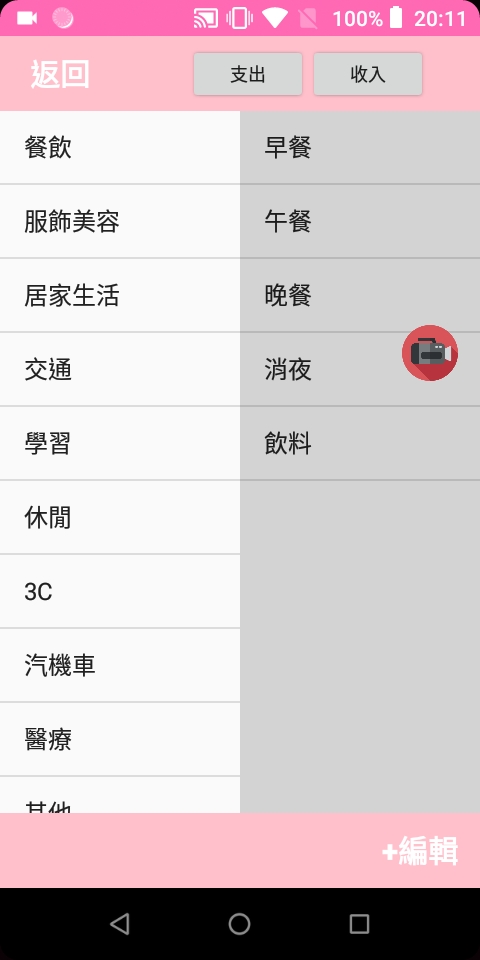 100% 20:11
返回 支出 收入
餐飲 早餐
服飾美容 午餐
居家生活 晚餐
交通 消夜
學習 飲料
休閒
3C
汽機車
醫療
其他
+編輯